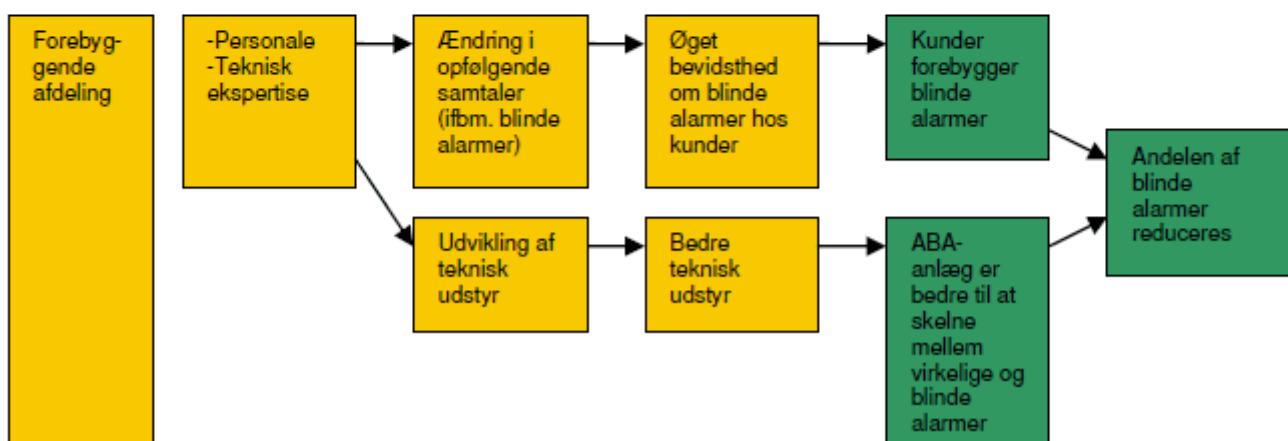 Forebyg-
gende
afdeling
-Personale
-Teknisk
ekspertise
Ændring i
opfølgende
samtaler
(ifbm. blinde
alarmer)
Øget
bevidsthed
om blinde
alarmer hos
kunder
Kunder
forebygger
blinde
alarmer
Andelen af
blinde
alarmer
reduceres
Udvikling af
teknisk
udstyr
Bedre
teknisk
udstyr
ABA-
anlæg er
bedre til at
skelne
mellem
virkelige og
blinde
alarmer